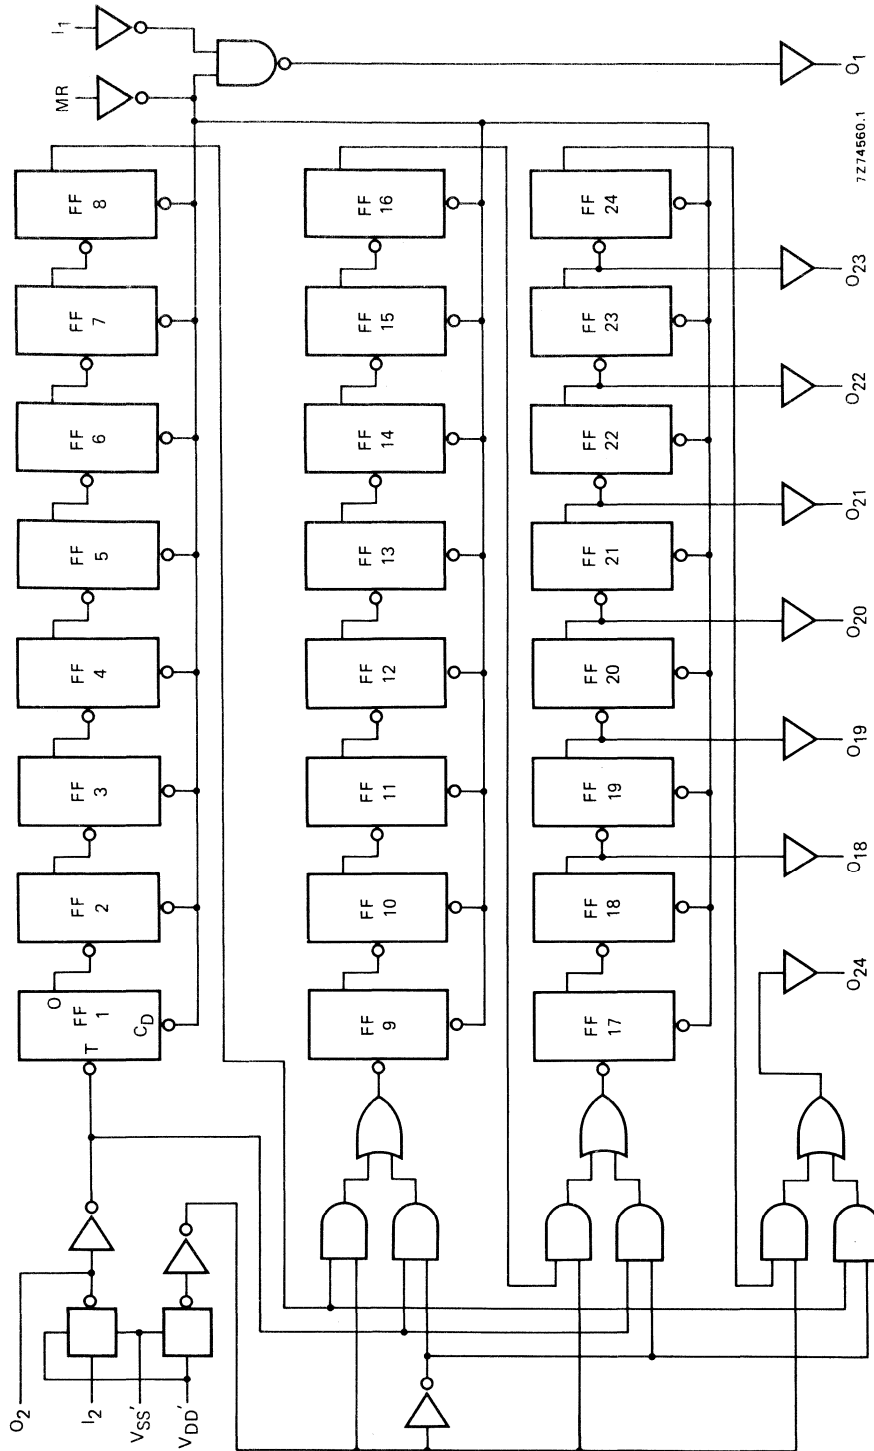 I1
MR
O1
7Z74560.1
FF 8
FF 7
FF 6
FF 5
FF 4
FF 3
FF 2
O
FF 1
T
CD
FF 16
FF 15
FF 14
FF 13
FF 12
FF 11
FF 10
FF 9
FF 24
FF 23
FF 22
FF 21
FF 20
FF 19
FF 18
FF 17
O23
O22
O21
O20
O19
O18
O24
O2
I2
VSS'
VDD'